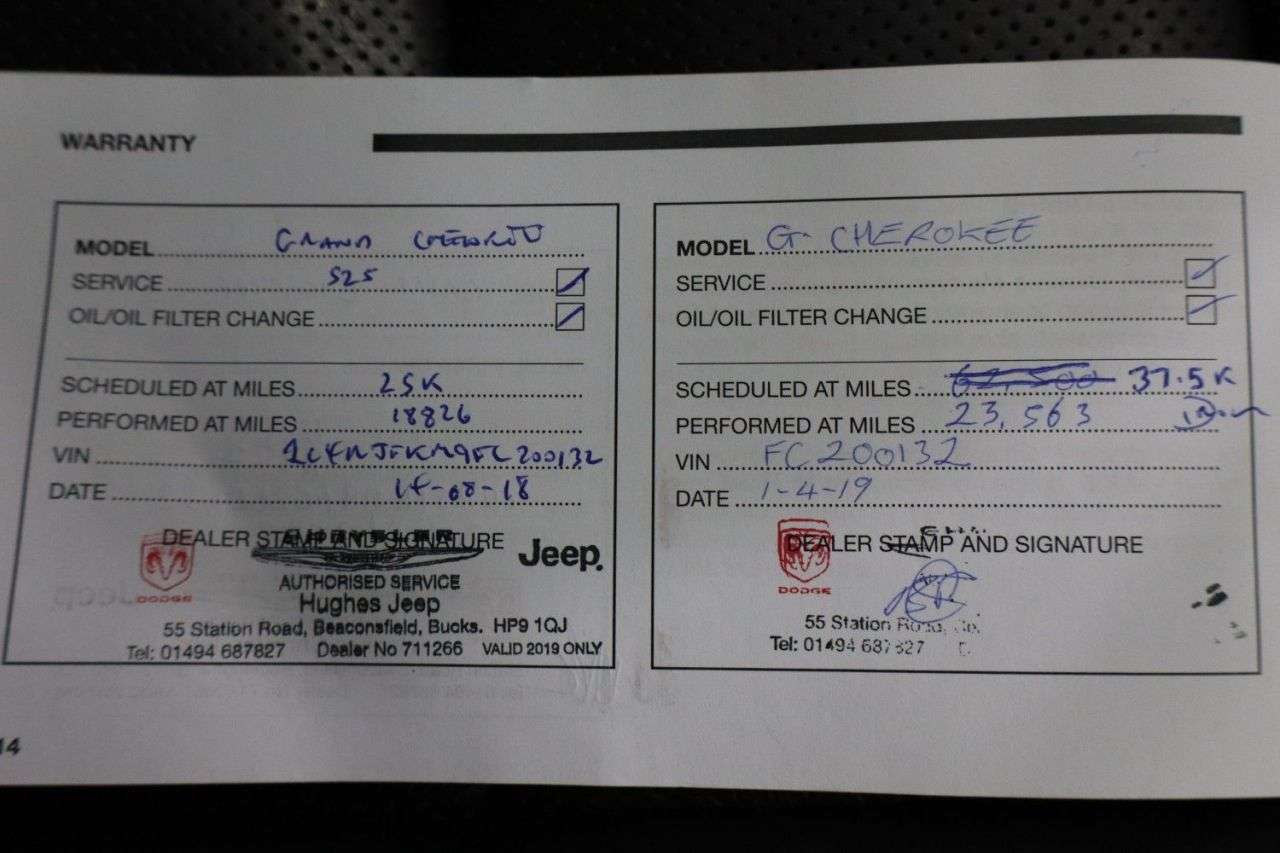 WARRANTY
MODEL GRAND
SERVICE S25
OIL/OIL FILTER CHANGE
SCHEDULED AT MILES 25K
PERFORMED AT MILES 18826
VIN
DATE 14-08-18
DEALER STAMP AND SIGNATURE
DODGE
Jeep.
AUTHORISED SERVICE
Hughes Jeep
55 Station Road, Beaconsfield, Bucks. HP9 1QJ
Tel: 01494 687827 Dealer No 711266 VALID 2019 ONLY
MODEL G. CHEROKEE
SERVICE
OIL/OIL FILTER CHANGE
SCHEDULED AT MILES 62,500 37.5K
PERFORMED AT MILES 23,563
VIN FC200132
DATE 1-4-19
DEALER STAMP AND SIGNATURE
DODGE
55 Station Road,
Tel: 01494 687827
14